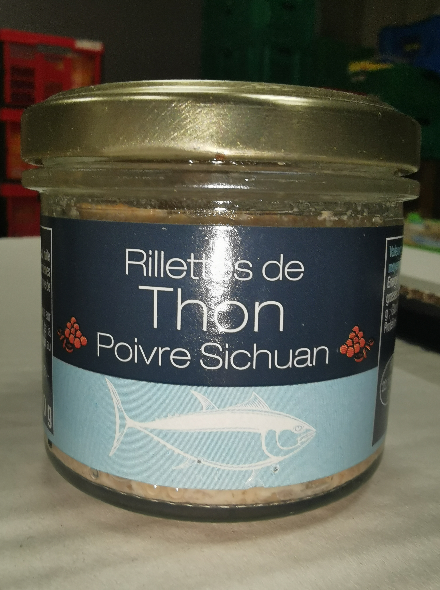 Rillettes de
Thon
Poivre Sichuan